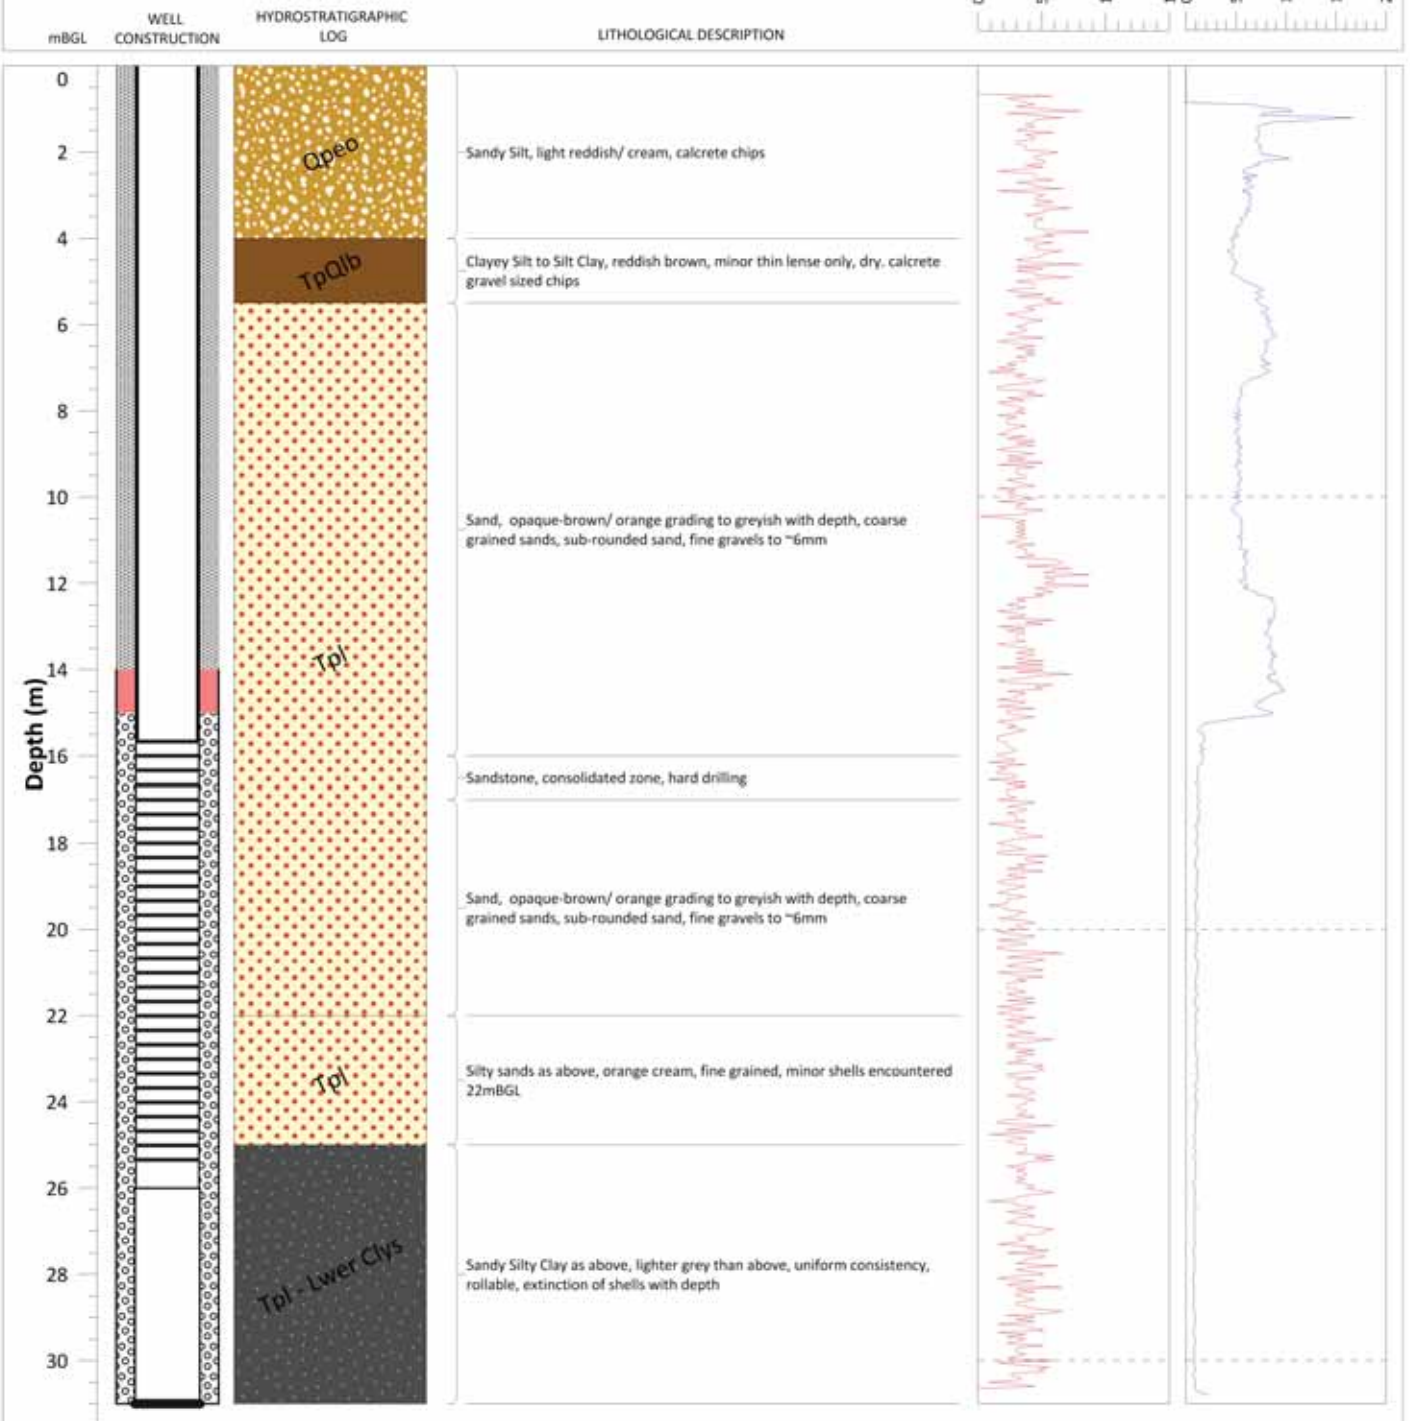 WELL
HYDROSTRATIGRAPHIC
mBGL
CONSTRUCTION
LOG
LITHOLOGICAL DESCRIPTION
Depth (m)
0
2
4
6
8
10
12
14
16
18
20
22
24
26
28
30
Qpeo
TpQlb
Tpl
Tpl
Tpl - Lwer Clys
Sandy Silt, light reddish/ cream, calcrete chips
Clayey Silt to Silt Clay, reddish brown, minor thin lense only, dry. calcrete
gravel sized chips
Sand, opaque-brown/ orange grading to greyish with depth, coarse
grained sands, sub-rounded sand, fine gravels to ~6mm
Sandstone, consolidated zone, hard drilling
Sand, opaque-brown/ orange grading to greyish with depth, coarse
grained sands, sub-rounded sand, fine gravels to ~6mm
Silty sands as above, orange cream, fine grained, minor shells encountered
22mBGL
Sandy Silty Clay as above, lighter grey than above, uniform consistency,
rollable, extinction of shells with depth